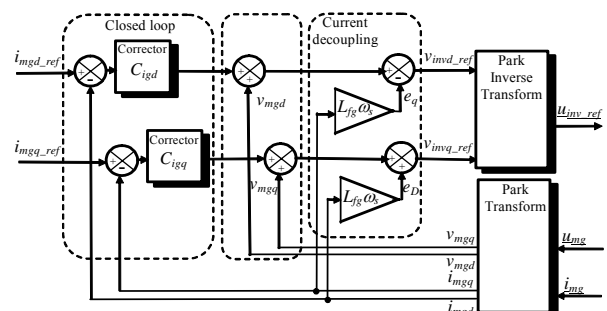 Closed loop
Current
decoupling
i_mgd_ref
Corrector
C_igd
v_mgd
L_fg ω_s
e_q
v_invd_ref
Park
Inverse
Transform
u_inv_ref
i_mgq_ref
Corrector
C_igq
v_mgq
L_fg ω_s
e_D
v_invq_ref
Park
Transform
v_mgq
u_mg
v_mgd
i_mgq
i_mg
i_mgd